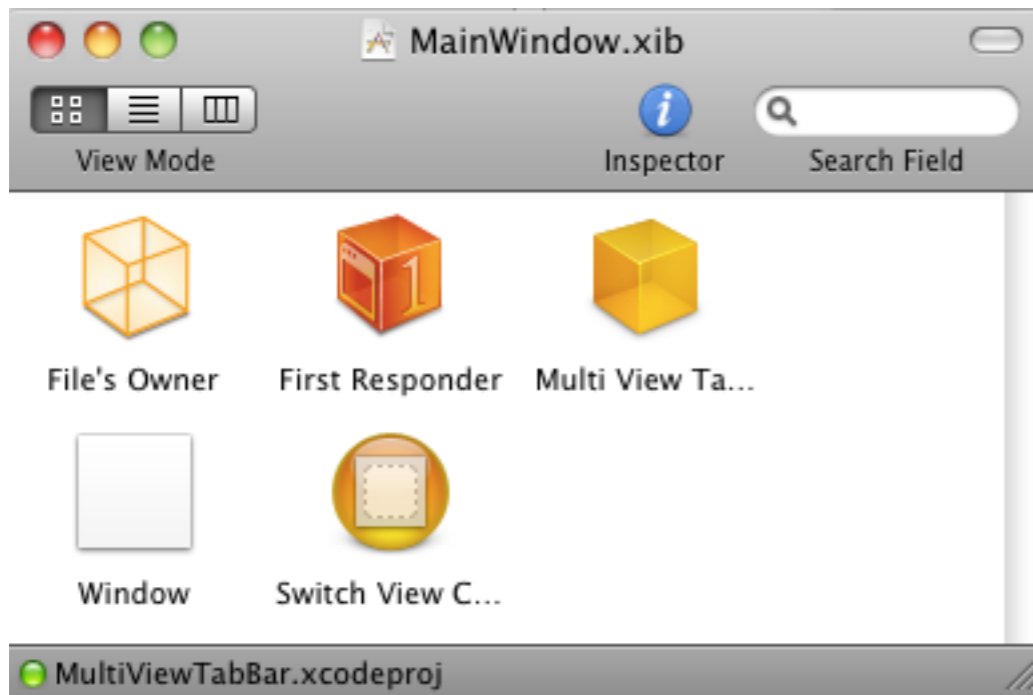 MainWindow.xib
View Mode
Inspector
Search Field
File's Owner
First Responder
Multi View Ta...
Window
Switch View C...
MultiViewTabBar.xcodeproj